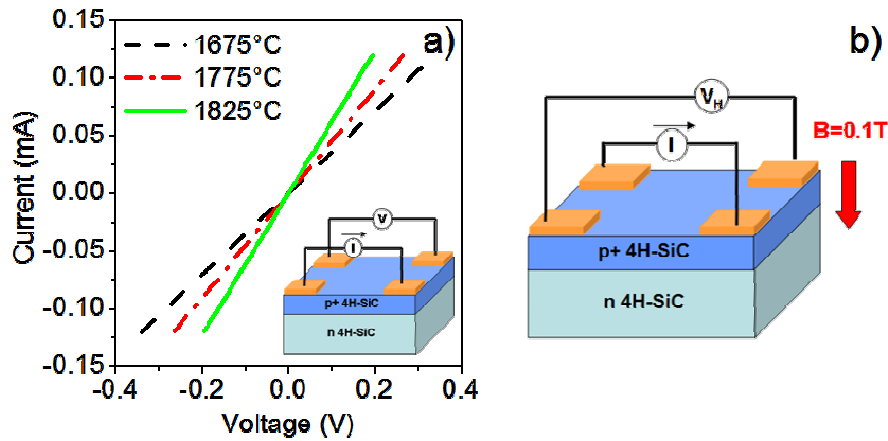 a)
1675°C
1775°C
1825°C
0.15
0.10
0.05
0.00
-0.05
-0.10
-0.15
-0.4
-0.2
0.0
0.2
0.4
Current (mA)
Voltage (V)
V
I
p+ 4H-SiC
n 4H-SiC
b)
VH
I
B=0.1T
p+ 4H-SiC
n 4H-SiC